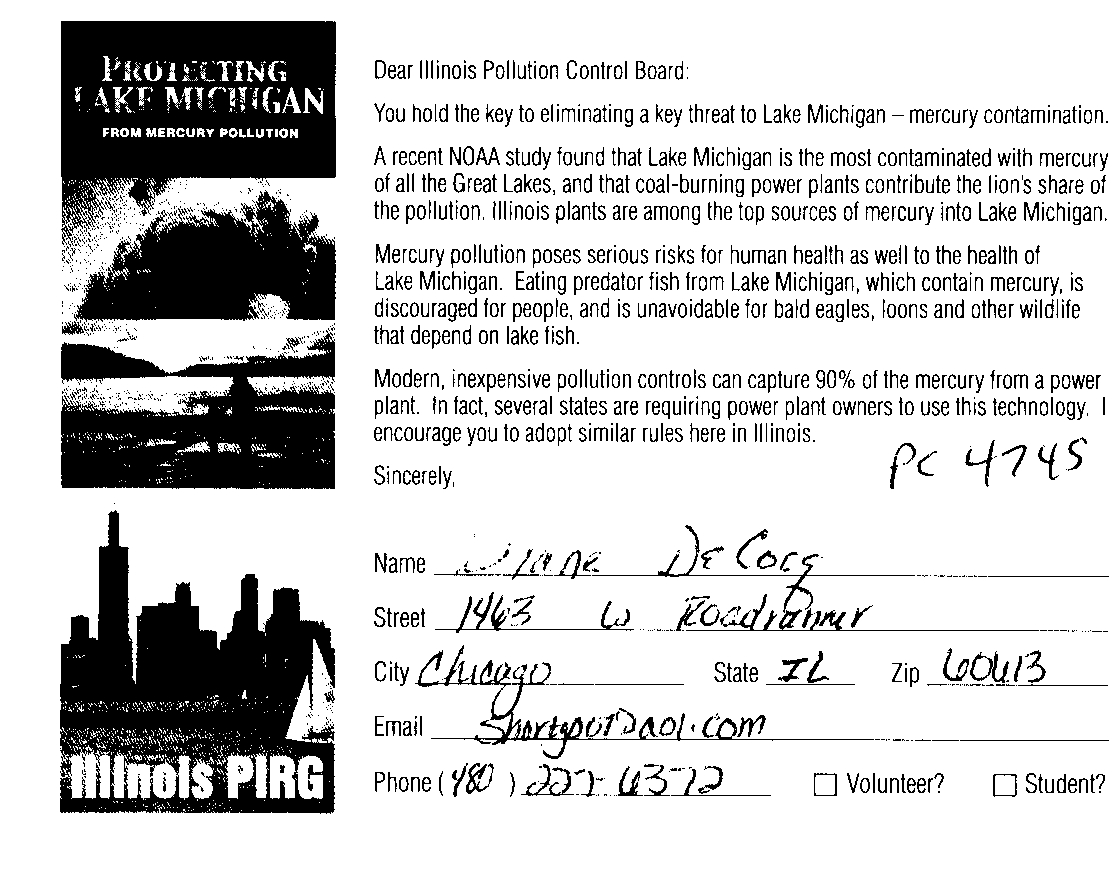 PROTECTING
LAKE MICHIGAN
FROM MERCURY POLLUTION
Illinois PIRG
Dear Illinois Pollution Control Board:
You hold the key to eliminating a key threat to Lake Michigan – mercury contamination.
A recent NOAA study found that Lake Michigan is the most contaminated with mercury
of all the Great Lakes, and that coal-burning power plants contribute the lion's share of
the pollution. Illinois plants are among the top sources of mercury into Lake Michigan.
Mercury pollution poses serious risks for human health as well to the health of
Lake Michigan. Eating predator fish from Lake Michigan, which contain mercury, is
discouraged for people, and is unavoidable for bald eagles, loons and other wildlife
that depend on lake fish.
Modern, inexpensive pollution controls can capture 90% of the mercury from a power
plant. In fact, several states are requiring power plant owners to use this technology. I
encourage you to adopt similar rules here in Illinois.
PC 4745
Sincerely,
Name Diane DeCocq
Street 1463 W Roadrunner
City Chicago State IL Zip 60613
Email
Phone (480) 227-6372 Volunteer? Student?